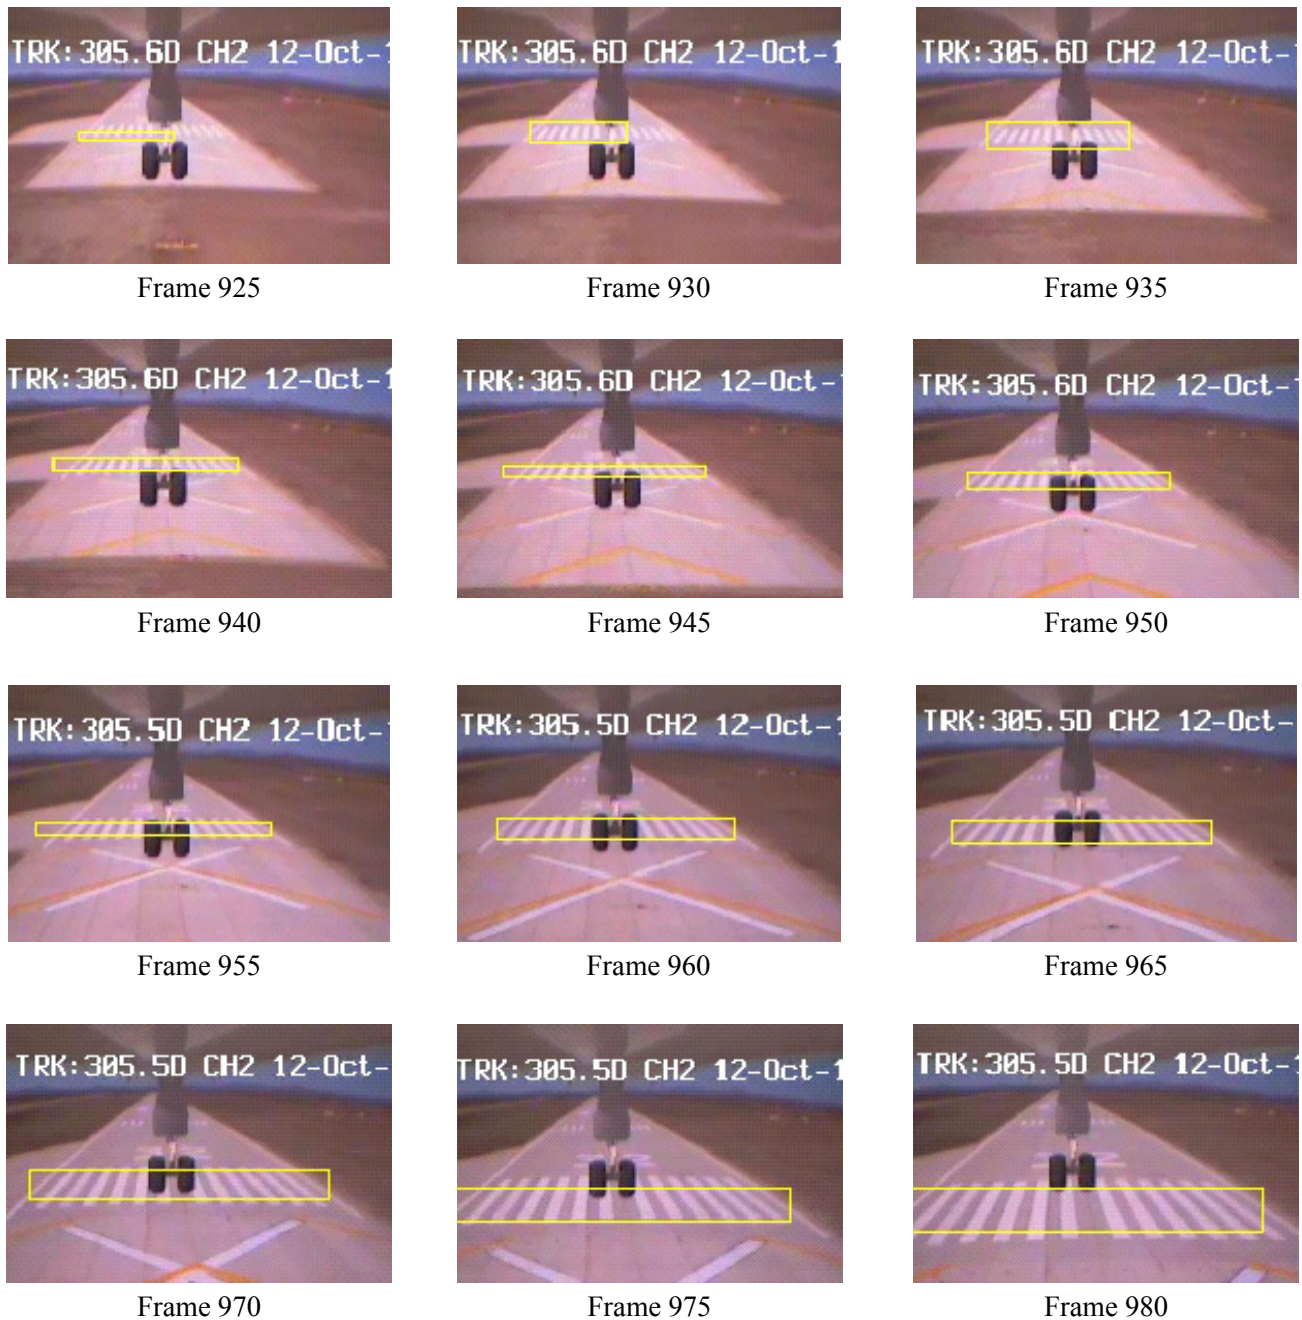 TRK:305.6D CH2 12-Oct-1
TRK:305.6D CH2 12-Oct-1
TRK:305.6D CH2 12-Oct-
Frame 925
Frame 930
Frame 935
TRK:305.6D CH2 12-Oct-1
TRK:305.6D CH2 12-Oct-
TRK:305.6D CH2 12-Oct-
Frame 940
Frame 945
Frame 950
TRK:305.5D CH2 12-Oct-
TRK:305.5D CH2 12-Oct-
TRK:305.5D CH2 12-Oct-
Frame 955
Frame 960
Frame 965
TRK:305.5D CH2 12-Oct-
TRK:305.5D CH2 12-Oct-1
TRK:305.5D CH2 12-Oct-
Frame 970
Frame 975
Frame 980